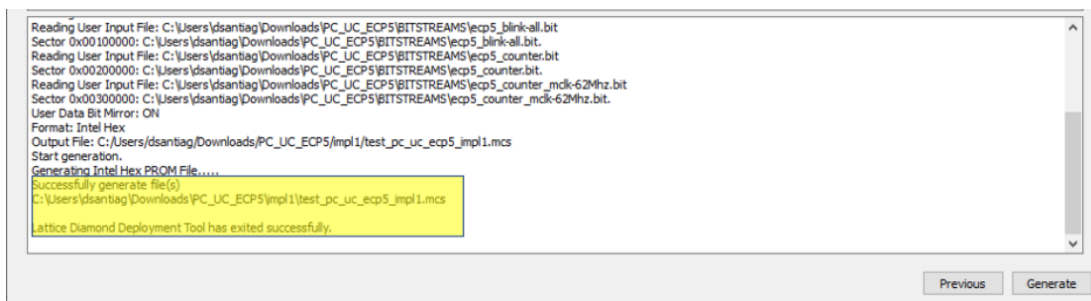 Reading User Input File: C:\Users\dsantiag\Downloads\PC_UC_ECP5\BITSTREAMS\ecp5_blink-all.bit
Sector 0x00100000: C:\Users\dsantiag\Downloads\PC_UC_ECP5\BITSTREAMS\ecp5_blink-all.bit.
Reading User Input File: C:\Users\dsantiag\Downloads\PC_UC_ECP5\BITSTREAMS\ecp5_counter.bit
Sector 0x00200000: C:\Users\dsantiag\Downloads\PC_UC_ECP5\BITSTREAMS\ecp5_counter.bit.
Reading User Input File: C:\Users\dsantiag\Downloads\PC_UC_ECP5\BITSTREAMS\ecp5_counter_mclk-62Mhz.bit
Sector 0x00300000: C:\Users\dsantiag\Downloads\PC_UC_ECP5\BITSTREAMS\ecp5_counter_mclk-62Mhz.bit.
User Data Bit Mirror: ON
Format: Intel Hex
Output File: C:/Users/dsantiag/Downloads/PC_UC_ECP5/impl1/test_pc_uc_ecp5_impl1.mcs
Start generation.
Generating Intel Hex PROM File.....
Successfully generate file(s)
C:\Users\dsantiag\Downloads\PC_UC_ECP5\impl1\test_pc_uc_ecp5_impl1.mcs
Lattice Diamond Deployment Tool has exited successfully.
Previous Generate